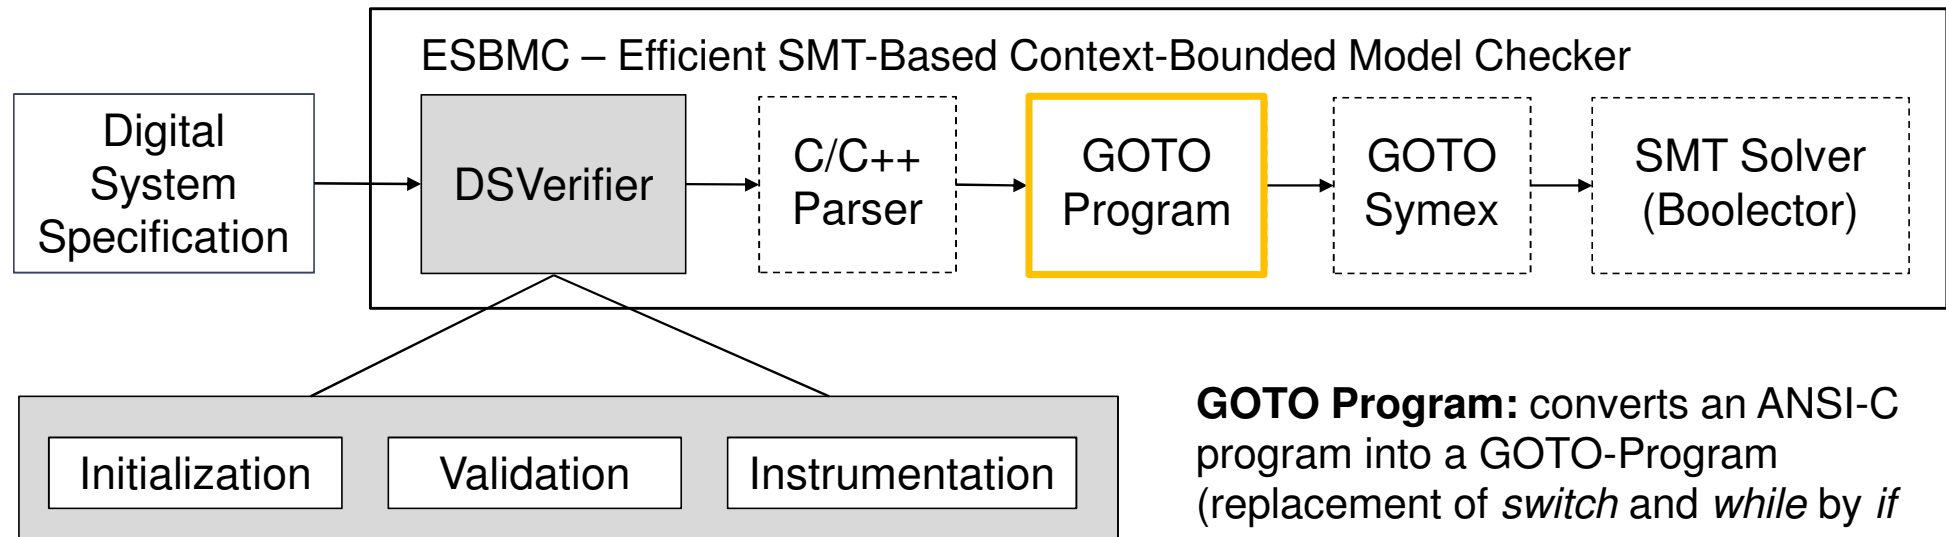 ESBMC – Efficient SMT-Based Context-Bounded Model Checker
Digital
System
Specification
DSVerifier
C/C++
Parser
GOTO
Program
GOTO
Symex
SMT Solver
(Boolector)
Initialization
Validation
Instrumentation
GOTO Program: converts an ANSI-C
program into a GOTO-Program
(replacement of switch and while by if